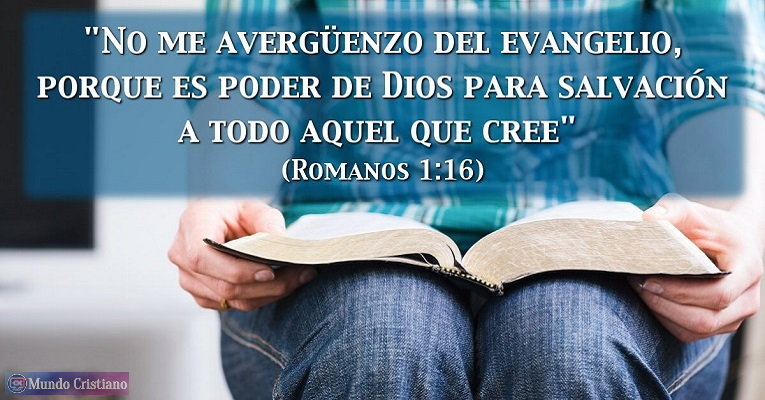 "No me avergüenzo del evangelio,
porque es poder de Dios para salvación
a todo aquel que cree"
(Romanos 1:16)
Mundo Cristiano